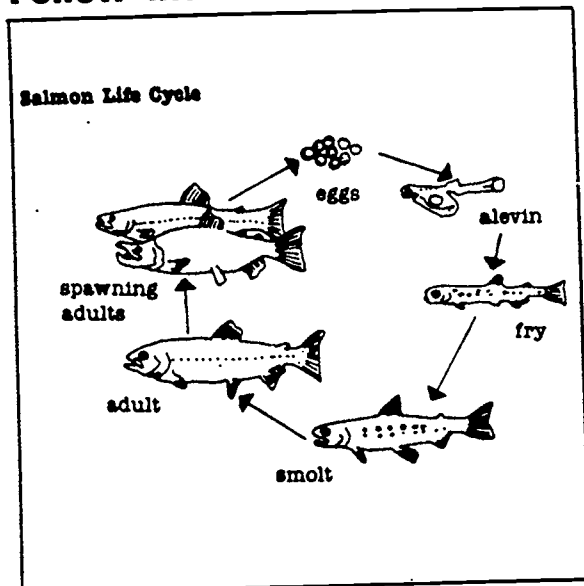 Salmon Life Cycle
eggs
alevin
fry
smolt
adult
spawning
adults